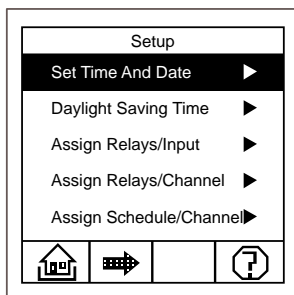 Setup
Set Time And Date
Daylight Saving Time
Assign Relays/Input
Assign Relays/Channel
Assign Schedule/Channel
?